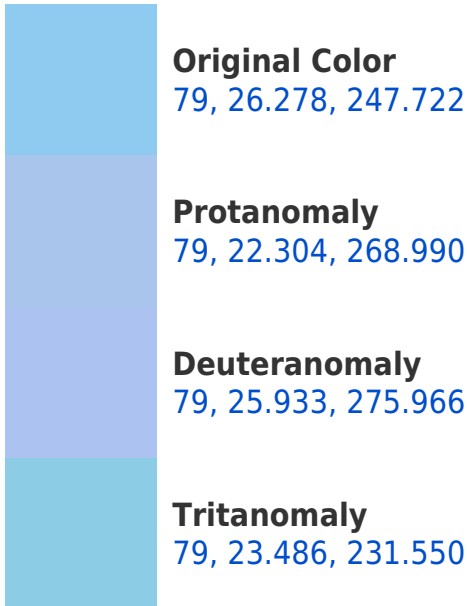 Original Color
79, 26.278, 247.722
Protanomaly
79, 22.304, 268.990
Deuteranomaly
79, 25.933, 275.966
Tritanomaly
79, 23.486, 231.550